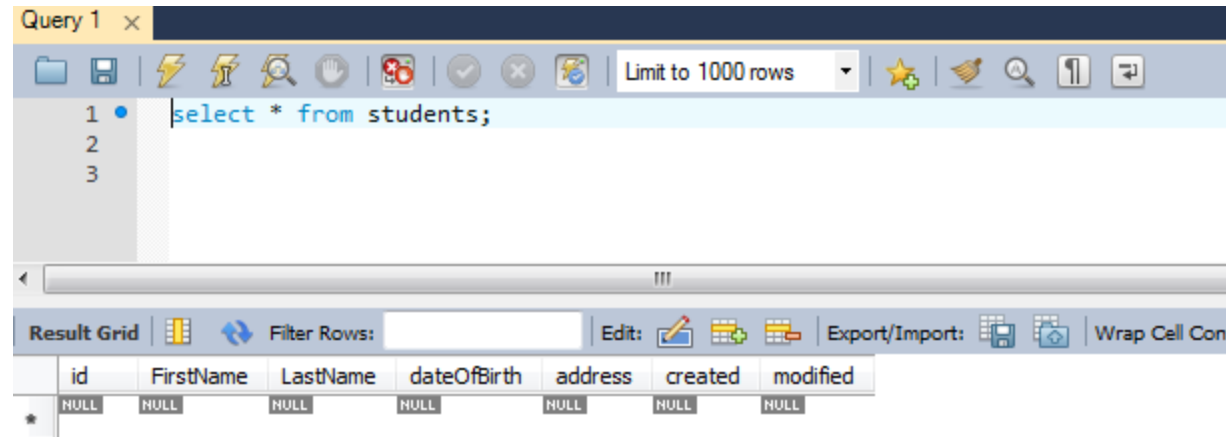 Query 1
Limit to 1000 rows
1 select * from students;
2
3
Result Grid Filter Rows: Edit: Export/Import: Wrap Cell Con
id FirstName LastName dateOfBirth address created modified
* NULL NULL NULL NULL NULL NULL NULL